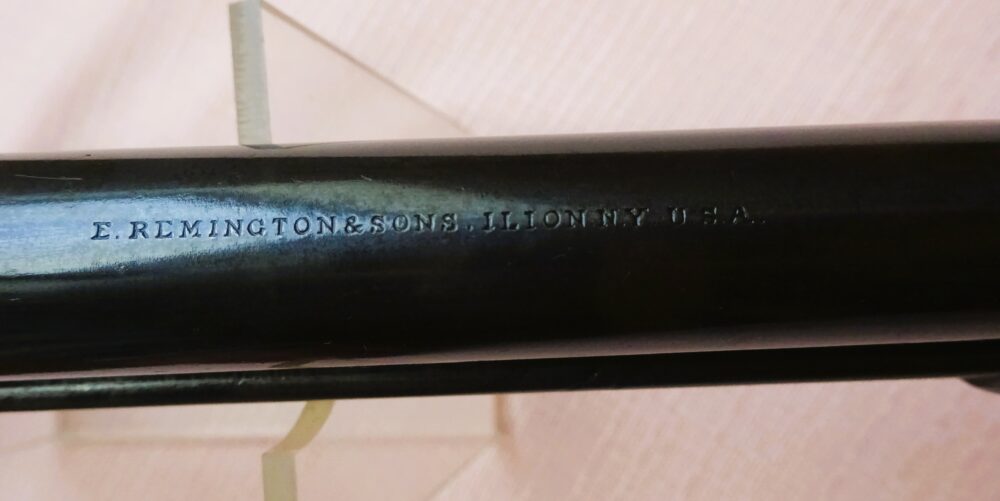 E. REMINGTON & SONS. ILION N.Y. U.S.A.